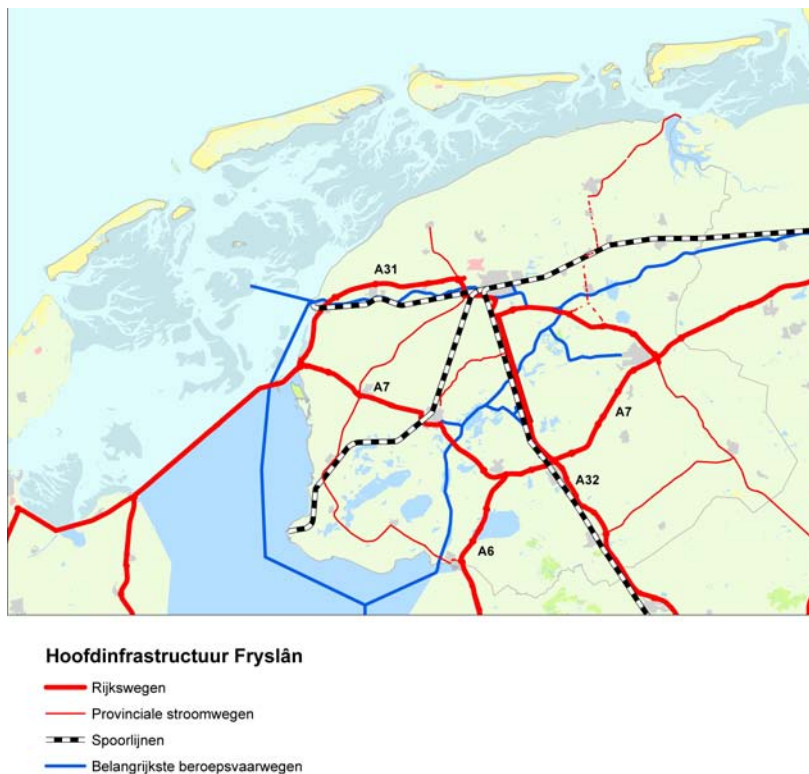 A31
A7
A7
A32
A6
Hoofdinfrastructuur Fryslân
Rijkswegen
Provinciale stroomwegen
Spoorlijnen
Belangrijkste beroepsvaarwegen